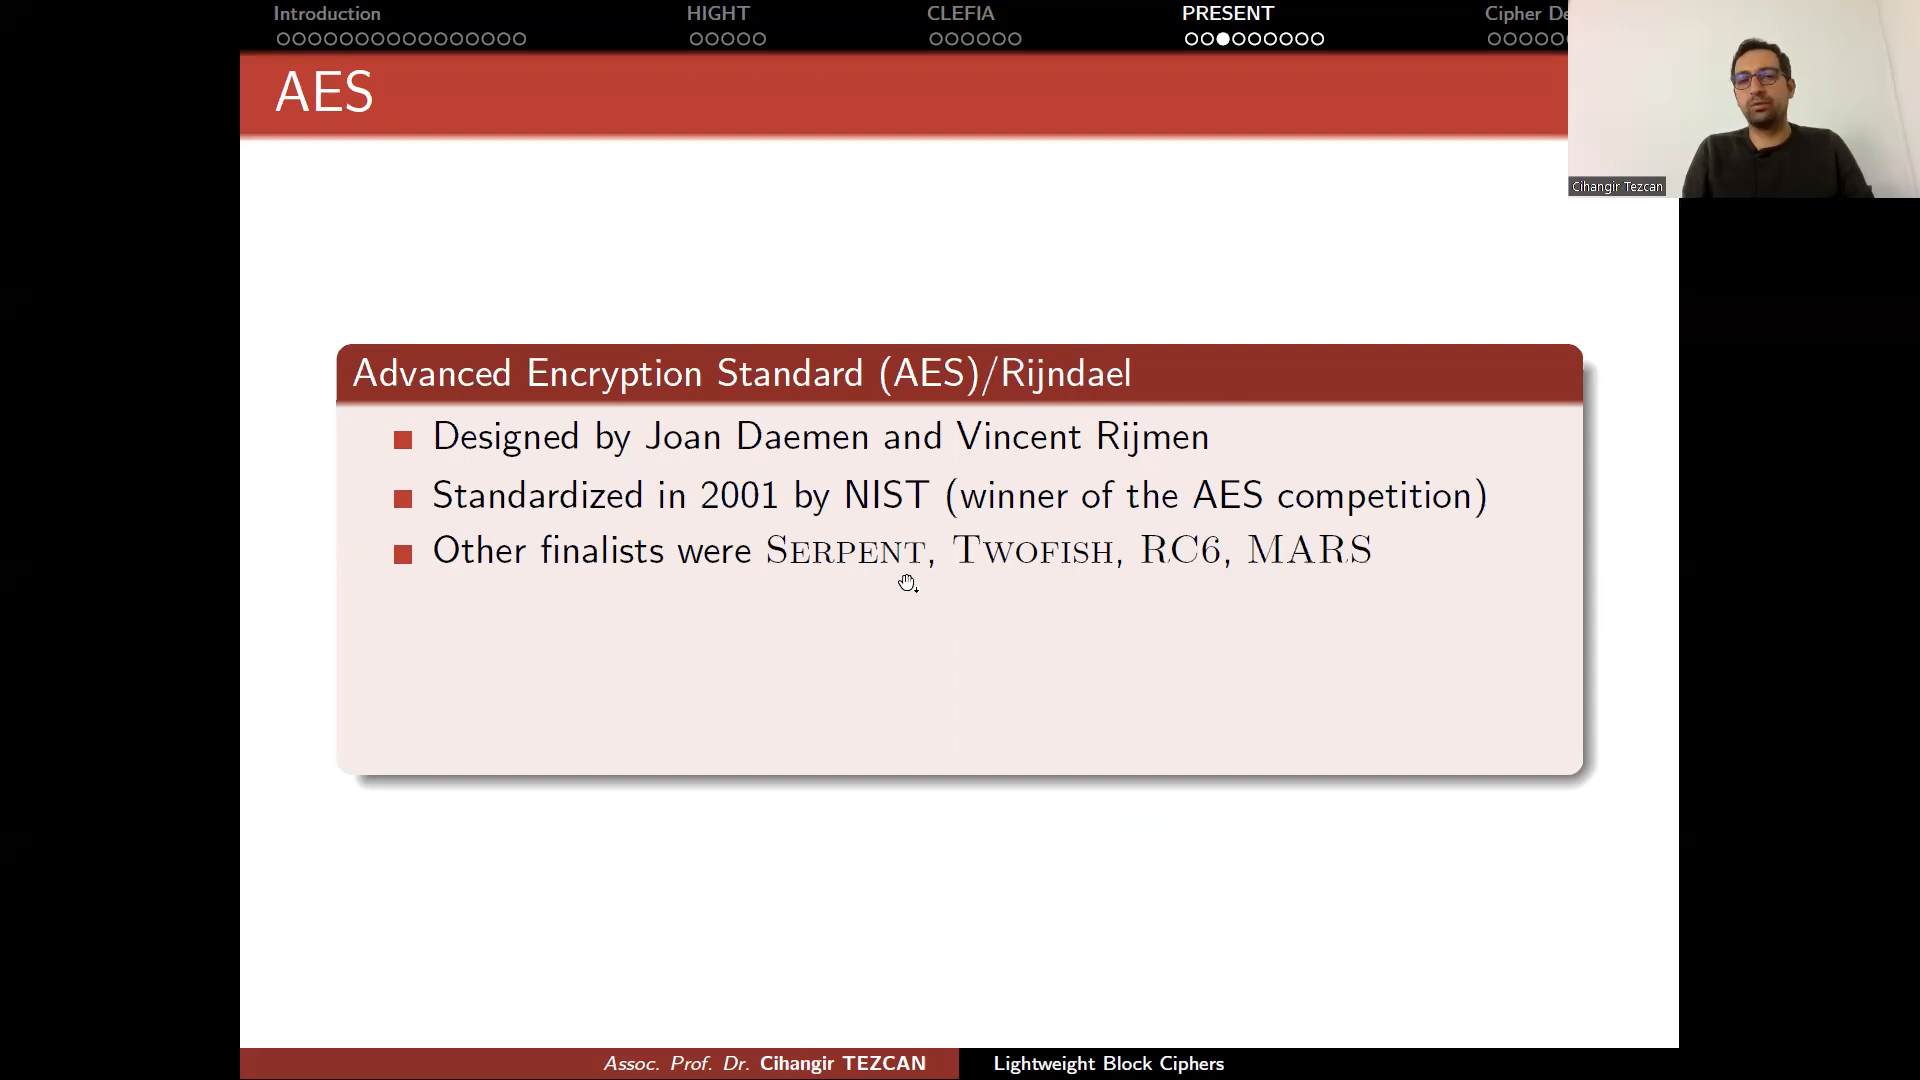 Introduction HIGHT CLEFIA PRESENT Cipher De
AES
Cihangir Tezcan
Advanced Encryption Standard (AES)/Rijndael
Designed by Joan Daemen and Vincent Rijmen
Standardized in 2001 by NIST (winner of the AES competition)
Other finalists were SERPENT, TWOFISH, RC6, MARS
Assoc. Prof. Dr. Cihangir TEZCAN Lightweight Block Ciphers